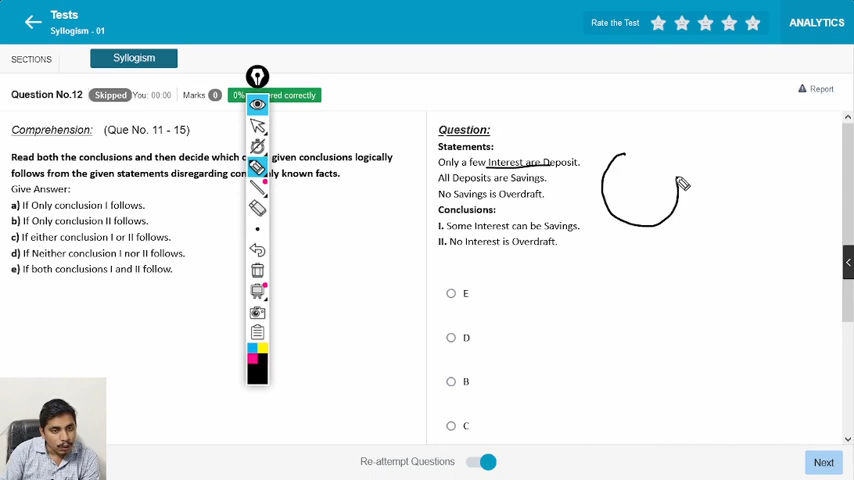 Tests
Syllogism - 01
Rate the Test
ANALYTICS
SECTIONS
Syllogism
Question No.12 Skipped You: 00:00 Marks 0 0% red correctly
Report
Comprehension: (Que No. 11 - 15)
Read both the conclusions and then decide which given conclusions logically
follows from the given statements disregarding known facts.
Give Answer:
a) If Only conclusion I follows.
b) If Only conclusion II follows.
c) If either conclusion I or II follows.
d) If Neither conclusion I nor II follows.
e) If both conclusions I and II follow.
Question:
Statements:
Only a few Interest are Deposit.
All Deposits are Savings.
No Savings is Overdraft.
Conclusions:
I. Some Interest can be Savings.
II. No Interest is Overdraft.
E
D
B
C
Re-attempt Questions
Next